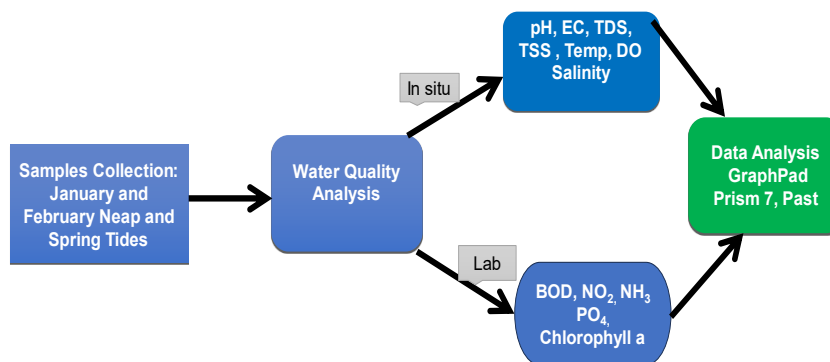 Samples Collection:
January and
February Neap and
Spring Tides
Water Quality
Analysis
In situ
pH, EC, TDS,
TSS , Temp, DO
Salinity
Lab
BOD, NO₂, NH₃
PO₄,
Chlorophyll a
Data Analysis
GraphPad
Prism 7, Past